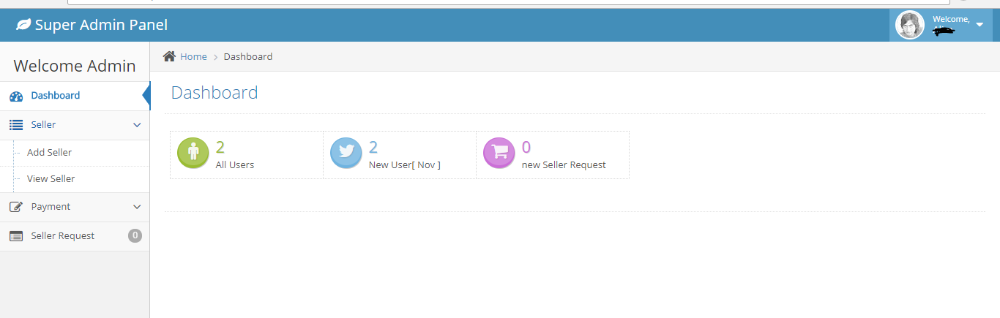 Super Admin Panel
Welcome,
Welcome Admin
Home
Dashboard
Dashboard
Dashboard
Seller
Add Seller
View Seller
Payment
Seller Request
0
2
All Users
2
New User[ Nov ]
0
new Seller Request